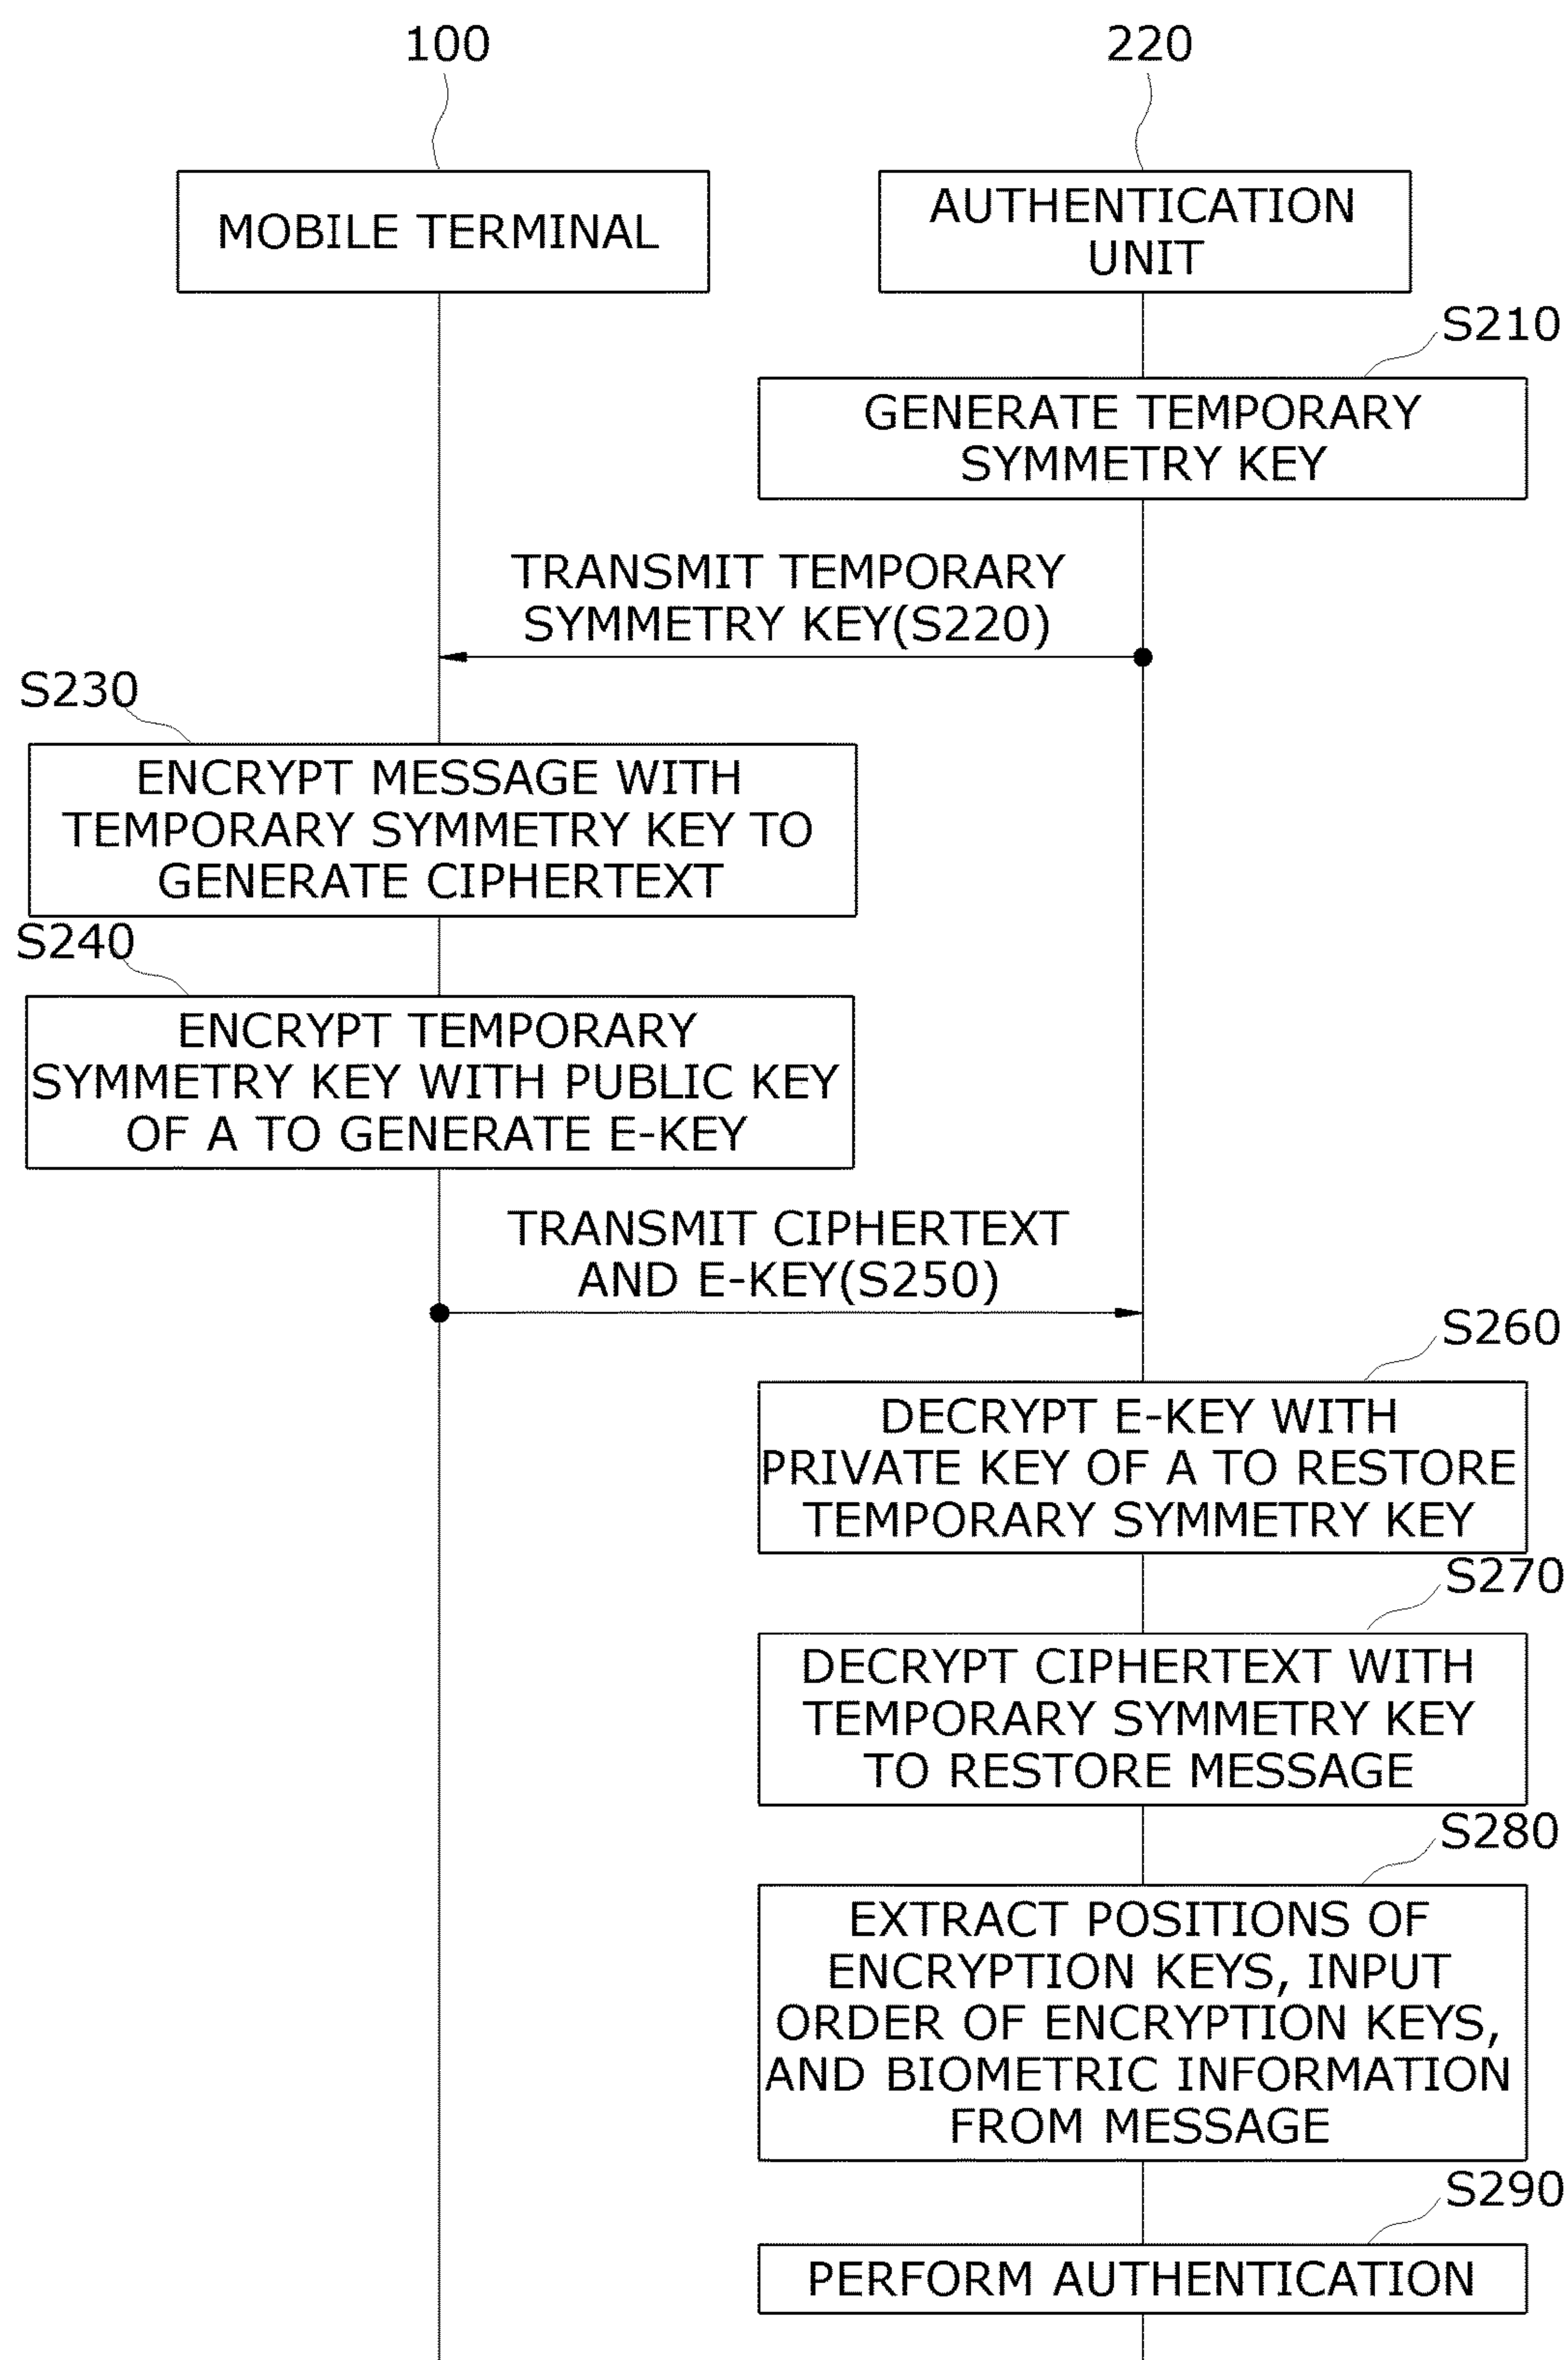 100
220
MOBILE TERMINAL
AUTHENTICATION
UNIT
S210
GENERATE TEMPORARY
SYMMETRY KEY
TRANSMIT TEMPORARY
SYMMETRY KEY(S220)
S230
ENCRYPT MESSAGE WITH
TEMPORARY SYMMETRY KEY TO
GENERATE CIPHERTEXT
S240
ENCRYPT TEMPORARY
SYMMETRY KEY WITH PUBLIC KEY
OF A TO GENERATE E-KEY
TRANSMIT CIPHERTEXT
AND E-KEY(S250)
S260
DECRYPT E-KEY WITH
PRIVATE KEY OF A TO RESTORE
TEMPORARY SYMMETRY KEY
S270
DECRYPT CIPHERTEXT WITH
TEMPORARY SYMMETRY KEY
TO RESTORE MESSAGE
S280
EXTRACT POSITIONS OF
ENCRYPTION KEYS, INPUT
ORDER OF ENCRYPTION KEYS,
AND BIOMETRIC INFORMATION
FROM MESSAGE
S290
PERFORM AUTHENTICATION